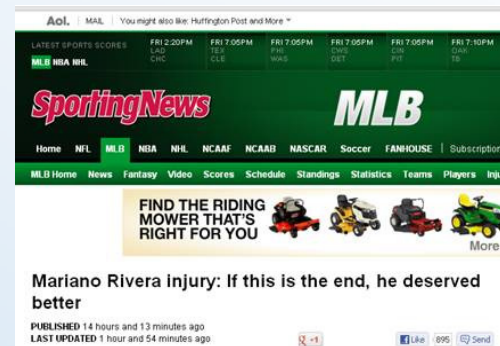 Aol. MAIL You might also like: Huffington Post and More
LATEST SPORTS SCORES
MLB NBA NHL
FRI 2:20PM FRI 7:05PM FRI 7:05PM FRI 7:05PM FRI 7:05PM FRI 7:10PM
LAD TEX PHI CWS CIN OAK
CHC CLE WAS DET PIT TB
SportingNews MLB
Home NFL MLB NBA NHL NCAAF NCAAB NASCAR Soccer FANHOUSE Subscription
MLB Home News Fantasy Video Scores Schedule Standings Statistics Teams Players Inju
FIND THE RIDING
MOWER THAT'S
RIGHT FOR YOU
More
Mariano Rivera injury: If this is the end, he deserved
better
PUBLISHED 14 hours and 13 minutes ago
LAST UPDATED 1 hour and 54 minutes ago
+1 Like 895 Send